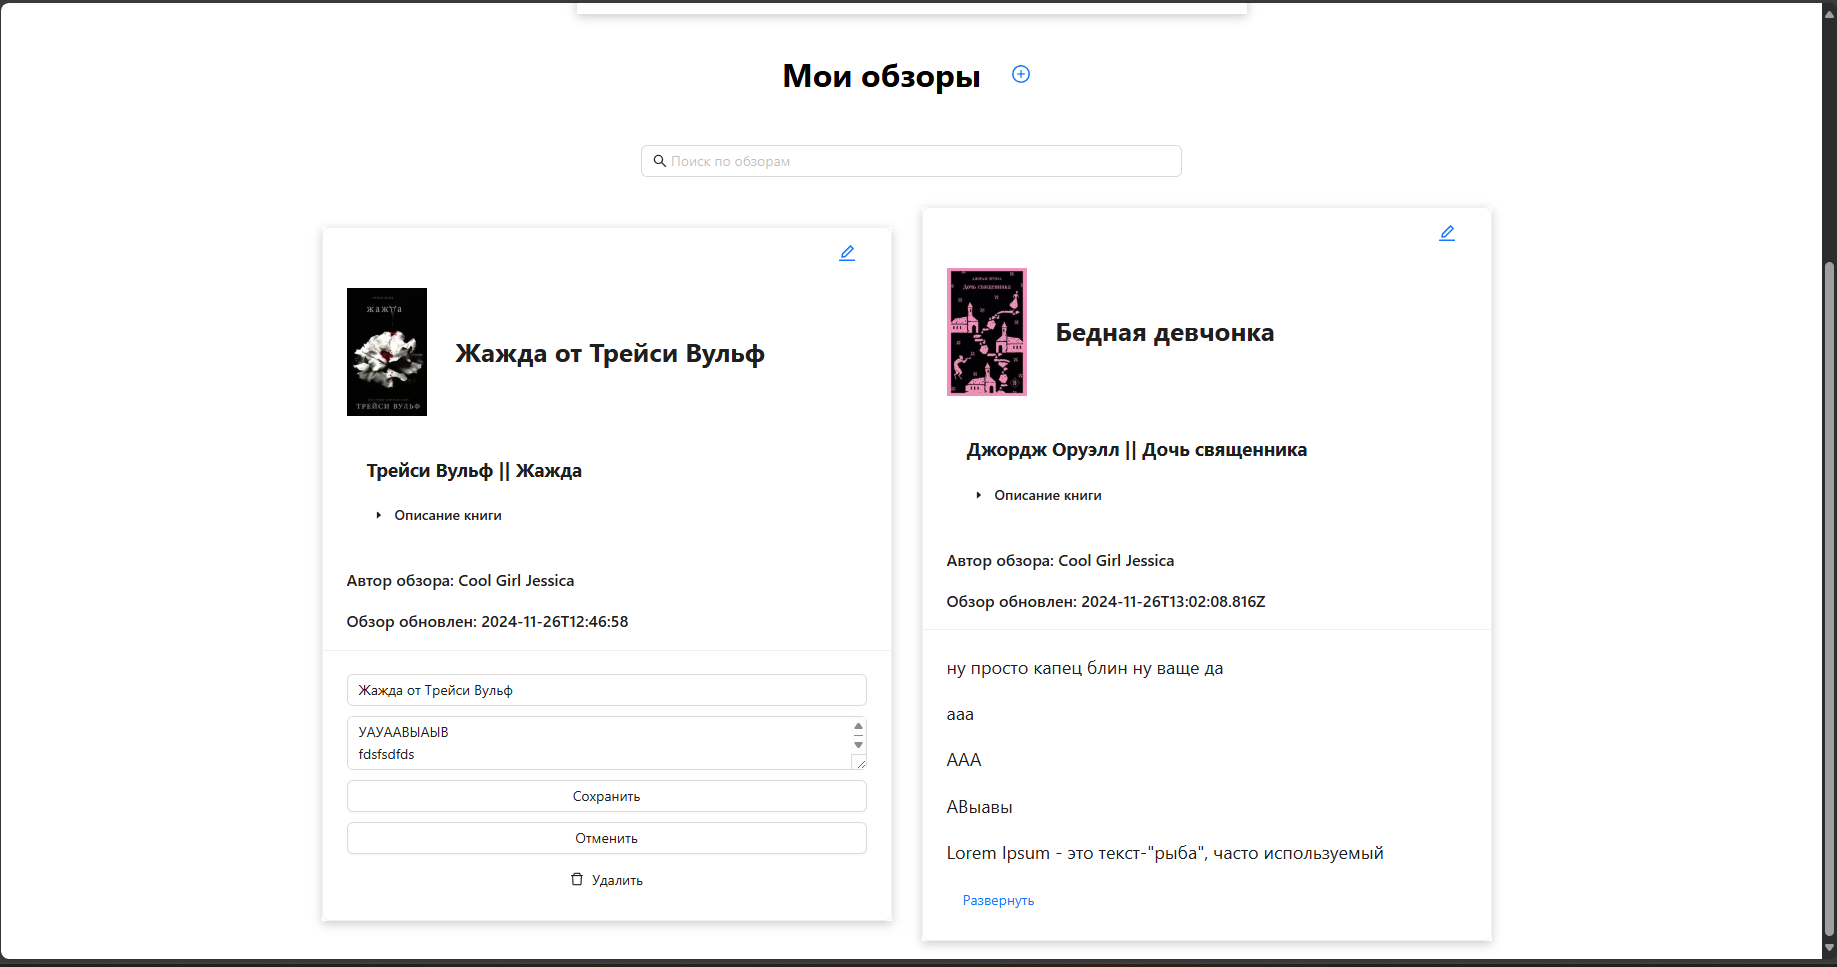 Мои обзоры
Поиск по обзорам
жажда
ТРЕЙСИ ВУЛЬФ
Жажда от Трейси Вульф
Трейси Вульф || Жажда
Описание книги
Автор обзора: Cool Girl Jessica
Обзор обновлен: 2024-11-26T12:46:58
Жажда от Трейси Вульф
УАУААВЫАЫВ
fdsfsdfds
Сохранить
Отменить
Удалить
Дочь священника
Бедная девчонка
Джордж Оруэлл || Дочь священника
Описание книги
Автор обзора: Cool Girl Jessica
Обзор обновлен: 2024-11-26T13:02:08.816Z
ну просто капец блин ну ваще да
ааа
ААА
АВыавы
Lorem Ipsum - это текст-"рыба", часто используемый
Развернуть